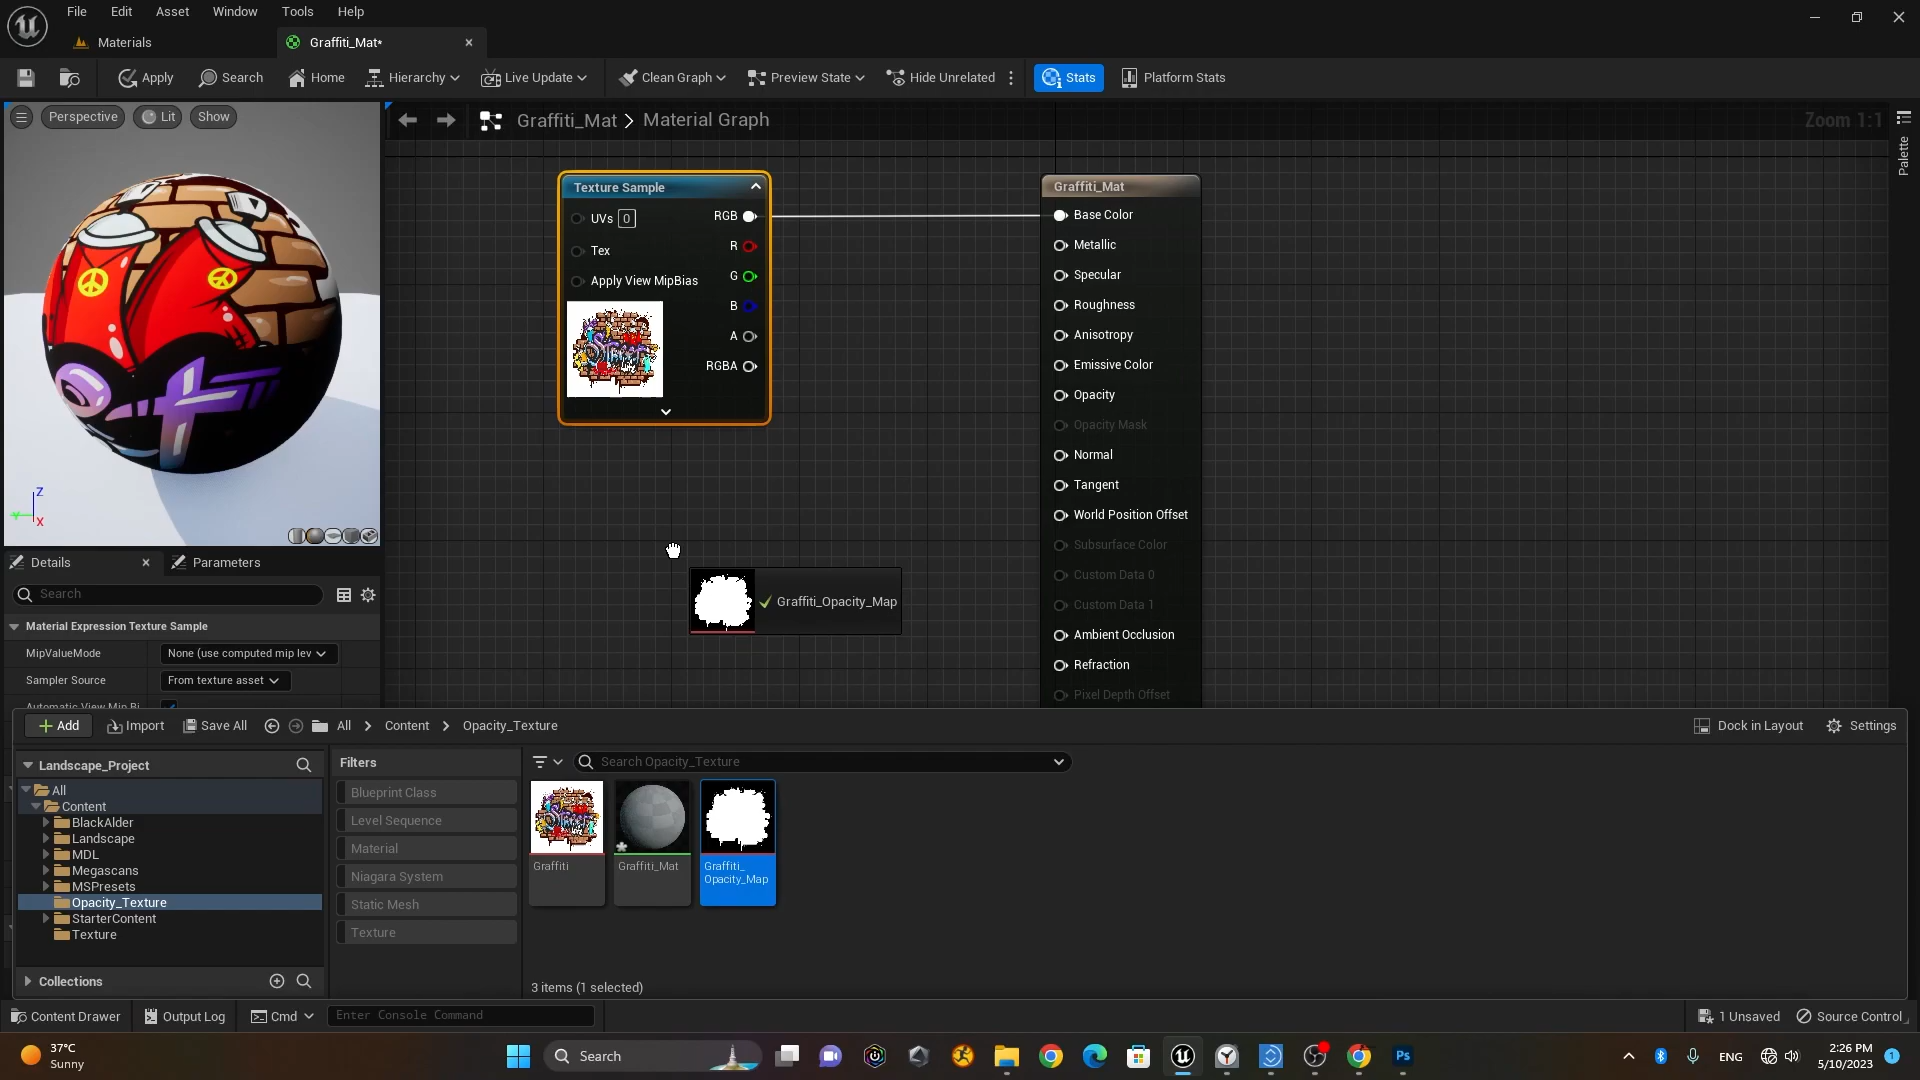 File Edit Asset Window Tools Help
Materials
Graffiti_Mat*
Apply Search Home Hierarchy Live Update Clean Graph Preview State Hide Unrelated Stats Platform Stats
Perspective Lit Show
Graffiti_Mat > Material Graph
Zoom 1:1
Palette
Texture Sample
UVs 0
Tex
Apply View MipBias
RGB
R
G
B
A
RGBA
Graffiti_Mat
Base Color
Metallic
Specular
Roughness
Anisotropy
Emissive Color
Opacity
Opacity Mask
Normal
Tangent
World Position Offset
Subsurface Color
Custom Data 0
Custom Data 1
Ambient Occlusion
Refraction
Pixel Depth Offset
Graffiti_Opacity_Map
Z
X
Details Parameters
Search
Material Expression Texture Sample
MipValueMode None (use computed mip lev
Sampler Source From texture asset
Automatic View Mip Bi
Add Import Save All All > Content > Opacity_Texture
Dock in Layout Settings
Landscape_Project
All
Content
BlackAlder
Landscape
MDL
Megascans
MSPresets
Opacity_Texture
StarterContent
Texture
Collections
Filters
Blueprint Class
Level Sequence
Material
Niagara System
Static Mesh
Texture
Search Opacity_Texture
Graffiti
Graffiti_Mat
Graffiti_
Opacity_Map
3 items (1 selected)
Content Drawer Output Log Cmd Enter Console Command
1 Unsaved Source Control
37°C
Sunny
Search
Ps
ENG
2:26 PM
5/10/2023
1